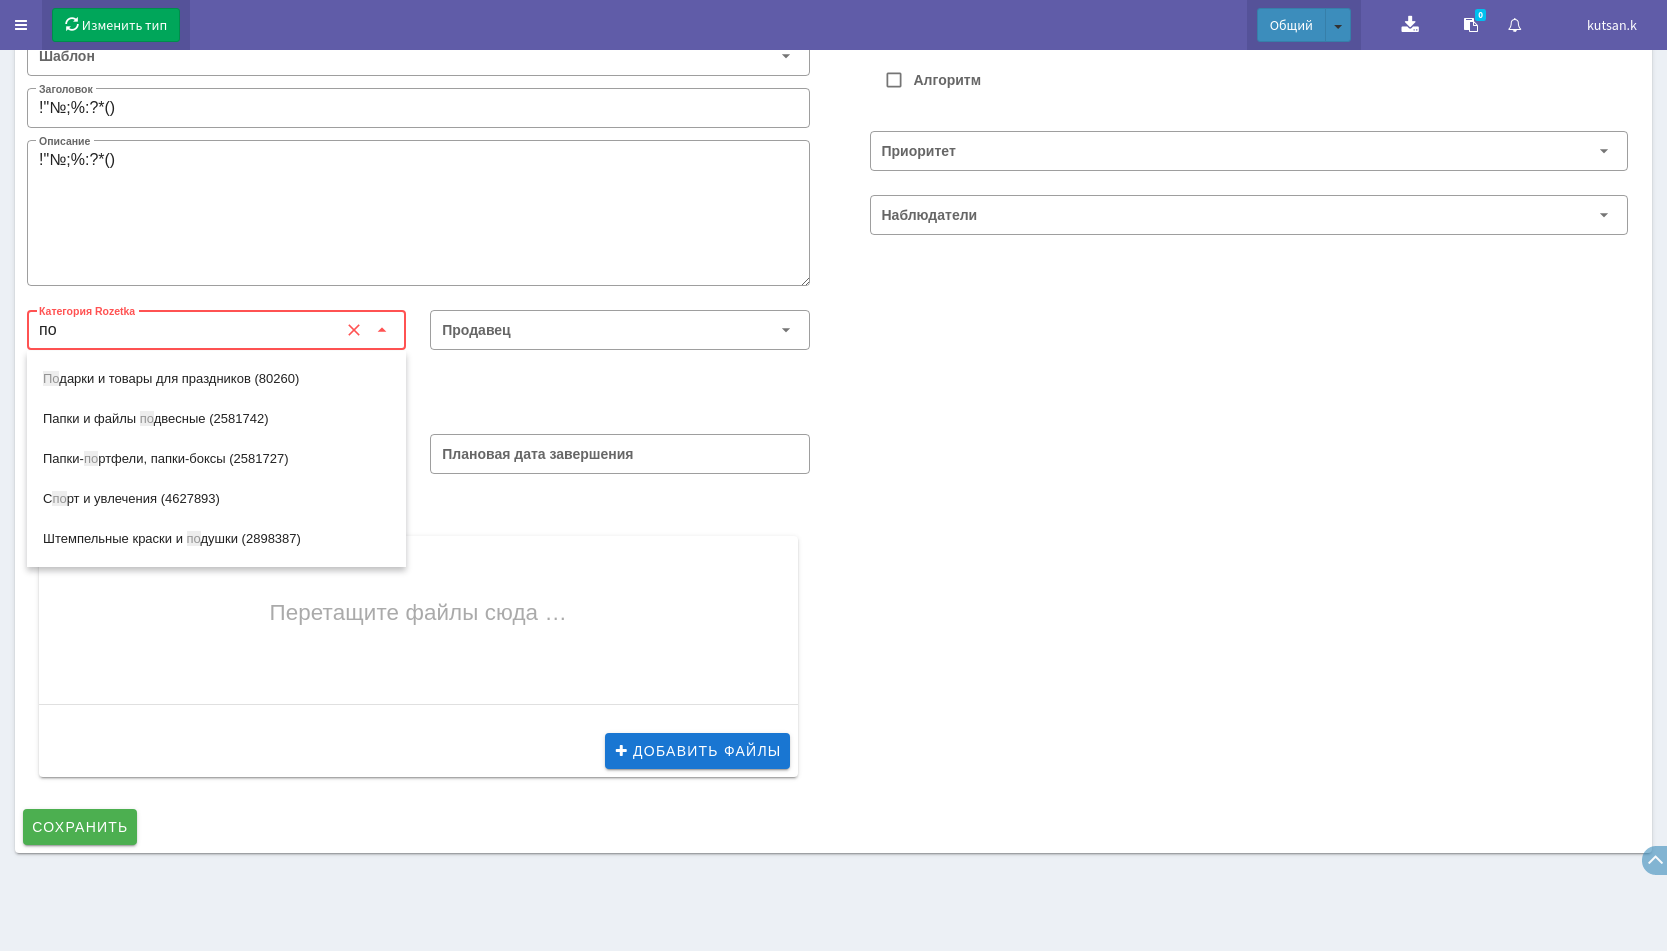 Изменить тип
Общий
0
kutsan.k
Шаблон
Заголовок
!"№;%:?*()
Описание
!"№;%:?*()
Категория Rozetka
по
Подарки и товары для праздников (80260)
Папки и файлы подвесные (2581742)
Папки-портфели, папки-боксы (2581727)
Спорт и увлечения (4627893)
Штемпельные краски и подушки (2898387)
Продавец
Плановая дата завершения
Перетащите файлы сюда …
ДОБАВИТЬ ФАЙЛЫ
СОХРАНИТЬ
Алгоритм
Приоритет
Наблюдатели